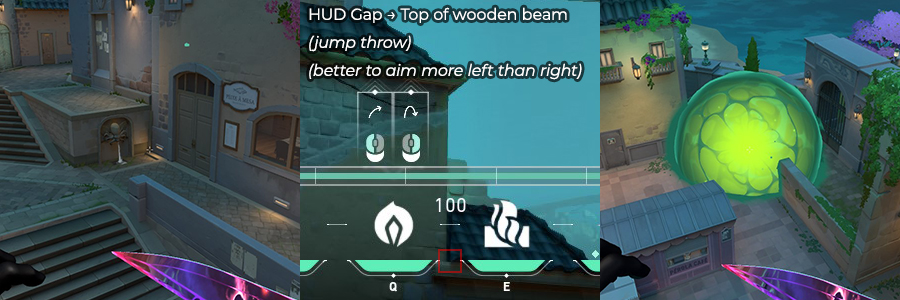 HUD Gap → Top of wooden beam
(jump throw)
(better to aim more left than right)
100
Q
E